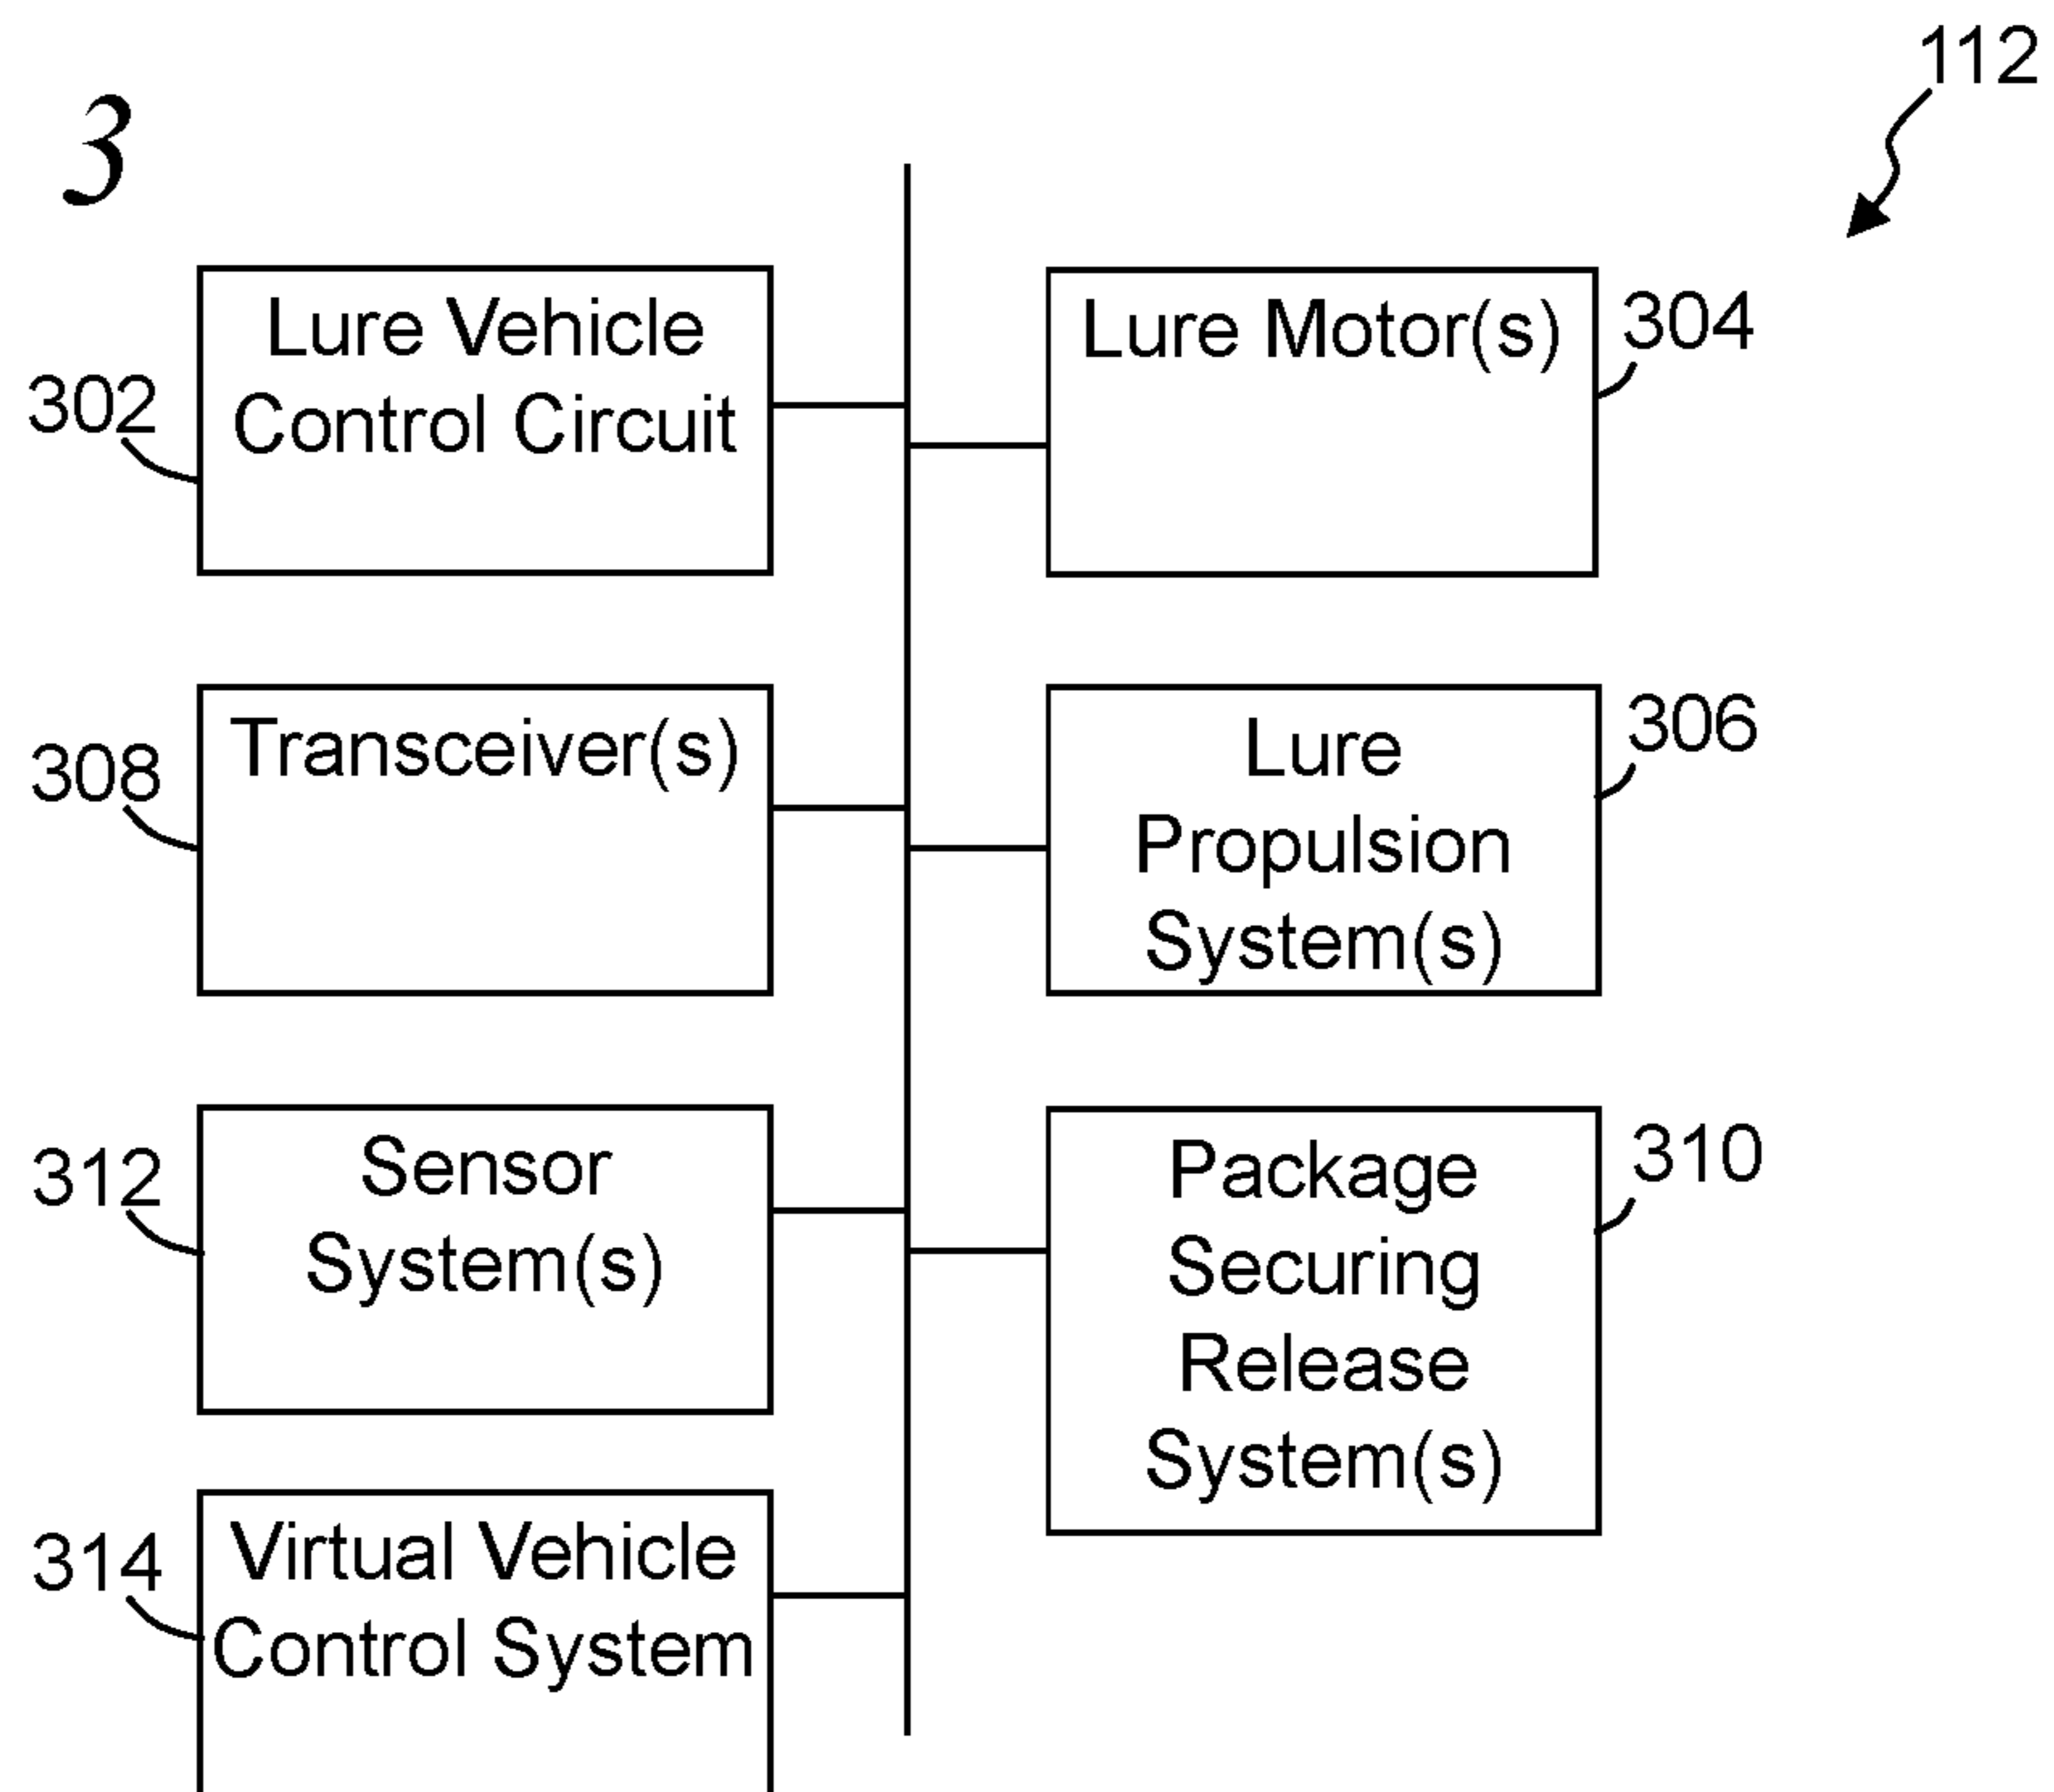 3
112
Lure Vehicle
Control Circuit
302
Lure Motor(s)
304
Transceiver(s)
308
Lure
Propulsion
System(s)
306
Sensor
System(s)
312
Package
Securing
Release
System(s)
310
Virtual Vehicle
Control System
314